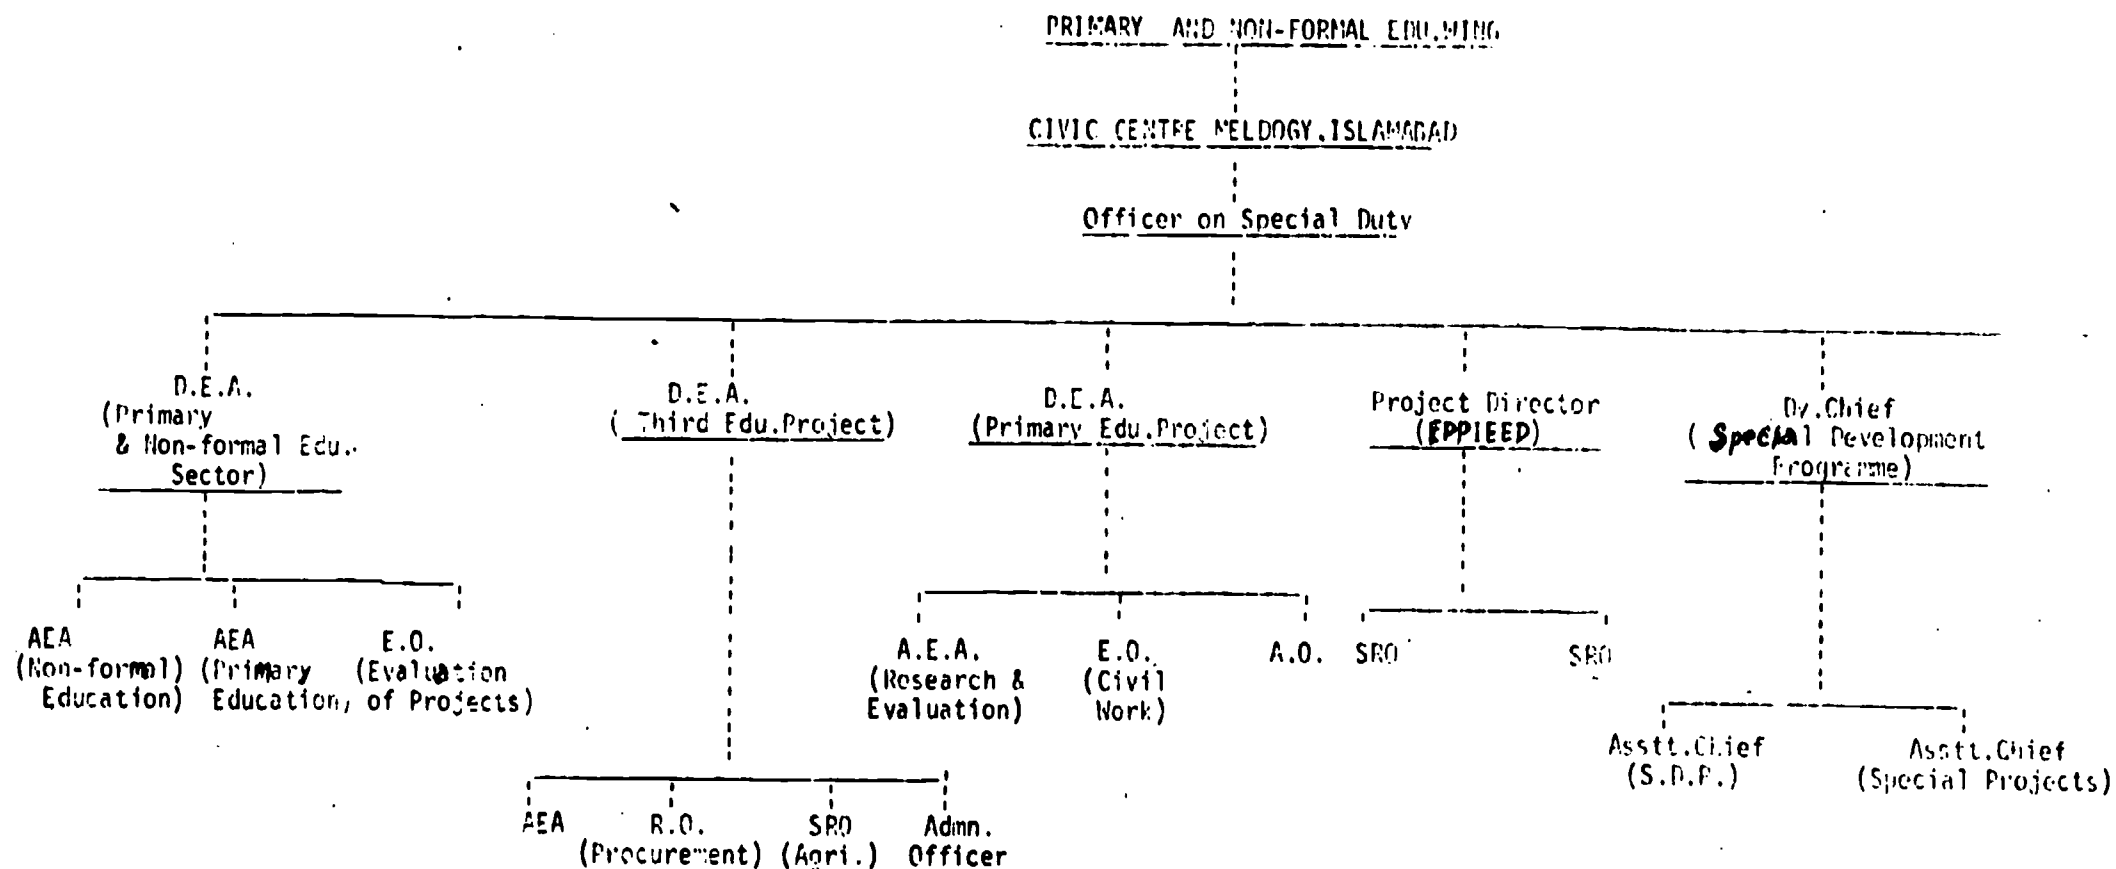 PRIMARY AND NON-FORMAL EDU.WING
CIVIC CENTRE MELDOGY.ISLAMABAD
Officer on Special Duty
D.E.A.
(Primary
& Non-formal Edu.
Sector)
D.E.A.
( Third Edu.Project)
D.E.A.
(Primary Edu.Project)
Project Director
(EPPIEED)
Dy.Chief
( Special Development
Programme)
AEA
(Non-formal)
Education)
AEA
(Primary
Education,
E.O.
(Evaluation
of Projects)
A.E.A.
(Research &
Evaluation)
E.O.
(Civil
Work)
A.O.
SRO
SRO
Asstt.Chief
(S.D.P.)
Asstt.Chief
(Special Projects)
AEA
R.O.
(Procurement)
SRO
(Agri.)
Admn.
Officer